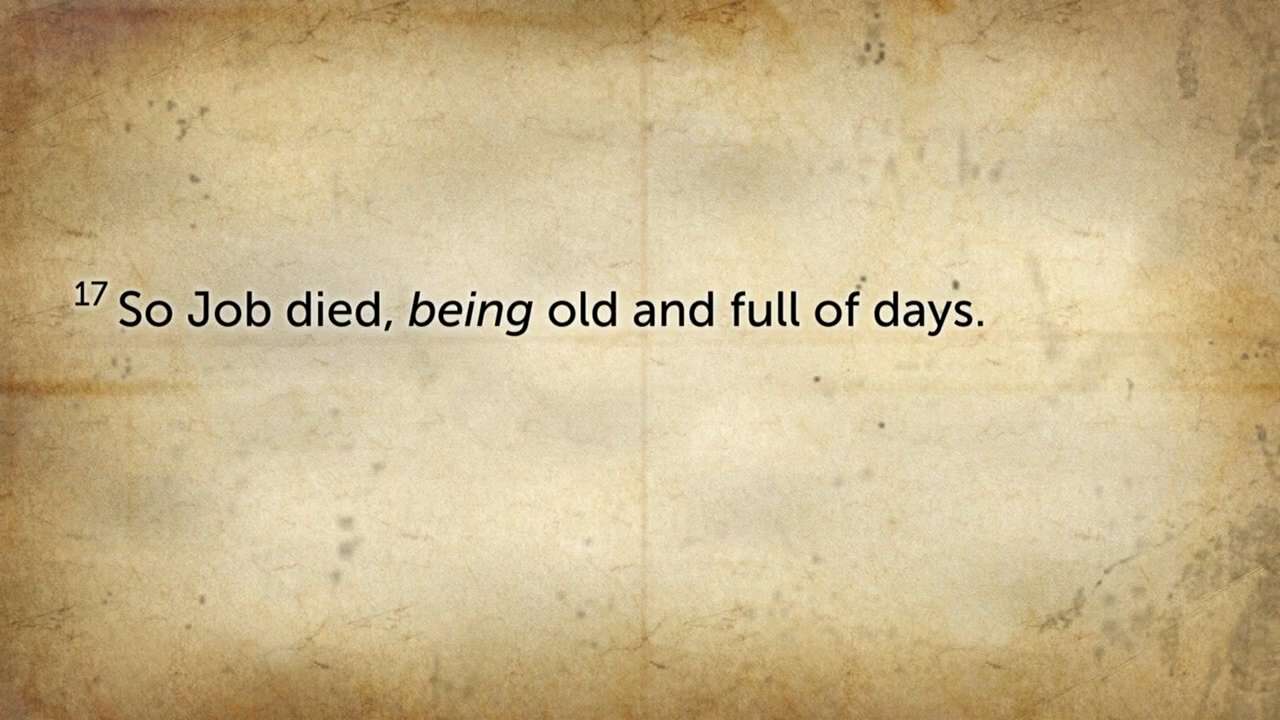 17 So Job died, being old and full of days.